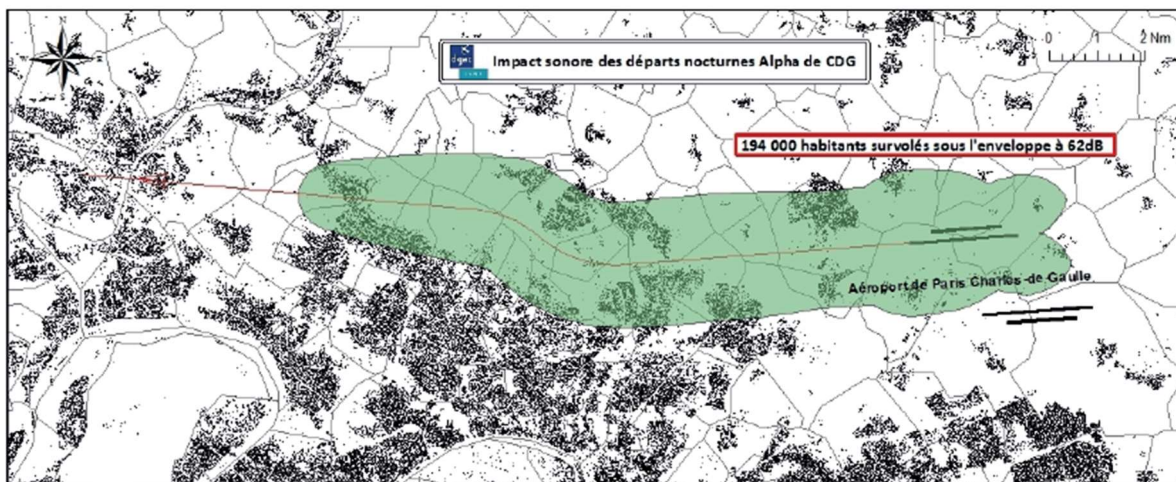 dgac
Impact sonore des départs nocturnes Alpha de CDG
0 1 2 Nm
194 000 habitants survolés sous l'enveloppe à 62dB
Aéroport de Paris Charles-de-Gaulle